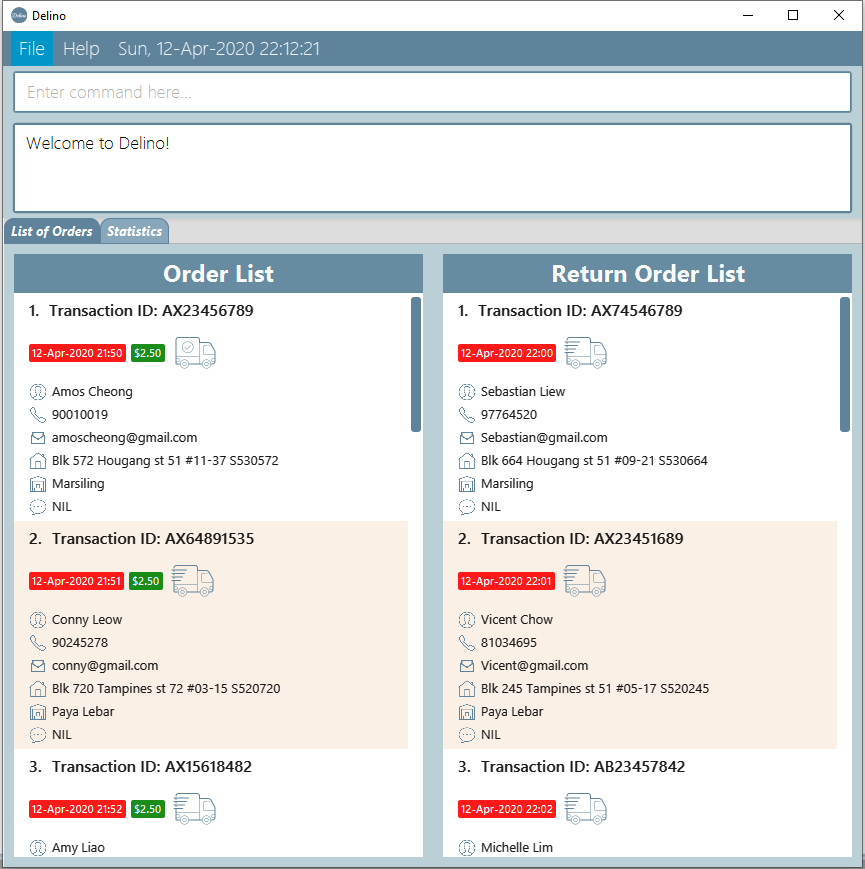 Delino
File Help Sun, 12-Apr-2020 22:12:21
Enter command here...
Welcome to Delino!
List of Orders Statistics
Order List
1. Transaction ID: AX23456789
12-Apr-2020 21:50 $2.50
Amos Cheong
90010019
amoscheong@gmail.com
Blk 572 Hougang st 51 #11-37 S530572
Marsiling
NIL
2. Transaction ID: AX64891535
12-Apr-2020 21:51 $2.50
Conny Leow
90245278
conny@gmail.com
Blk 720 Tampines st 72 #03-15 S520720
Paya Lebar
NIL
3. Transaction ID: AX15618482
12-Apr-2020 21:52 $2.50
Amy Liao
Return Order List
1. Transaction ID: AX74546789
12-Apr-2020 22:00
Sebastian Liew
97764520
Sebastian@gmail.com
Blk 664 Hougang st 51 #09-21 S530664
Marsiling
NIL
2. Transaction ID: AX23451689
12-Apr-2020 22:01
Vicent Chow
81034695
Vicent@gmail.com
Blk 245 Tampines st 51 #05-17 S520245
Paya Lebar
NIL
3. Transaction ID: AB23457842
12-Apr-2020 22:02
Michelle Lim